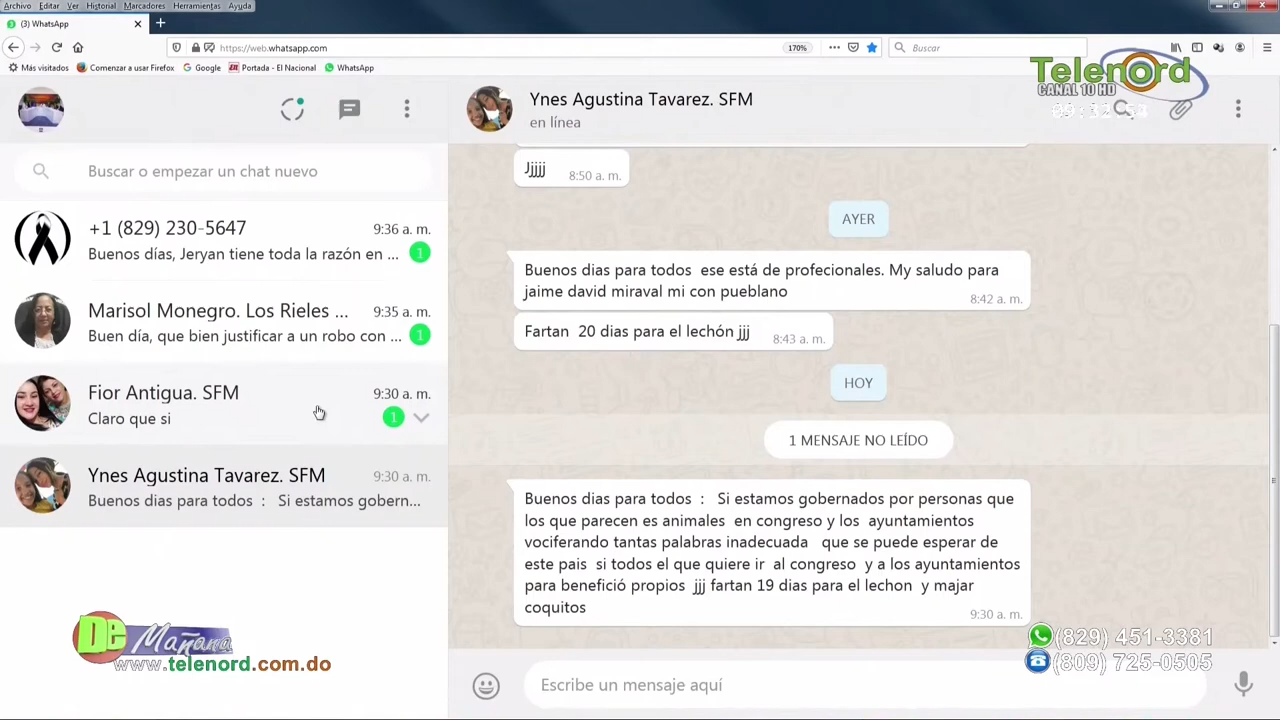 Archivo Editar Ver Historial Marcadores Herramientas Ayuda
(3) WhatsApp
https://web.whatsapp.com
170%
Buscar
Más visitados
Comenzar a usar Firefox
Google
Portada - El Nacional
WhatsApp
Telenord
CANAL 10 HD
Ynes Agustina Tavarez. SFM
en línea
Buscar o empezar un chat nuevo
+1 (829) 230-5647
9:36 a. m.
Buenos días, Jeryan tiene toda la razón en ...
1
Marisol Monegro. Los Rieles ...
9:35 a. m.
Buen día, que bien justificar a un robo con ...
1
Fior Antigua. SFM
9:30 a. m.
Claro que si
1
Ynes Agustina Tavarez. SFM
9:30 a. m.
Buenos dias para todos : Si estamos gobern...
Jjjjj
8:50 a. m.
AYER
Buenos dias para todos ese está de profecionales. My saludo para
jaime david miraval mi con pueblano
8:42 a. m.
Fartan 20 dias para el lechón jjj
8:43 a. m.
HOY
1 MENSAJE NO LEÍDO
Buenos dias para todos : Si estamos gobernados por personas que
los que parecen es animales en congreso y los ayuntamientos
vociferando tantas palabras inadecuada que se puede esperar de
este pais si todos el que quiere ir al congreso y a los ayuntamientos
para benefició propios jjj fartan 19 dias para el lechon y majar
coquitos
9:30 a. m.
Escribe un mensaje aquí
De Mañana
www.telenord.com.do
(829) 451-3381
(809) 725-0505